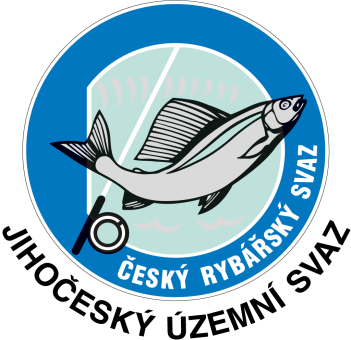 ČESKÝ RYBÁŘSKÝ SVAZ
JIHOČESKÝ ÚZEMNÍ SVAZ